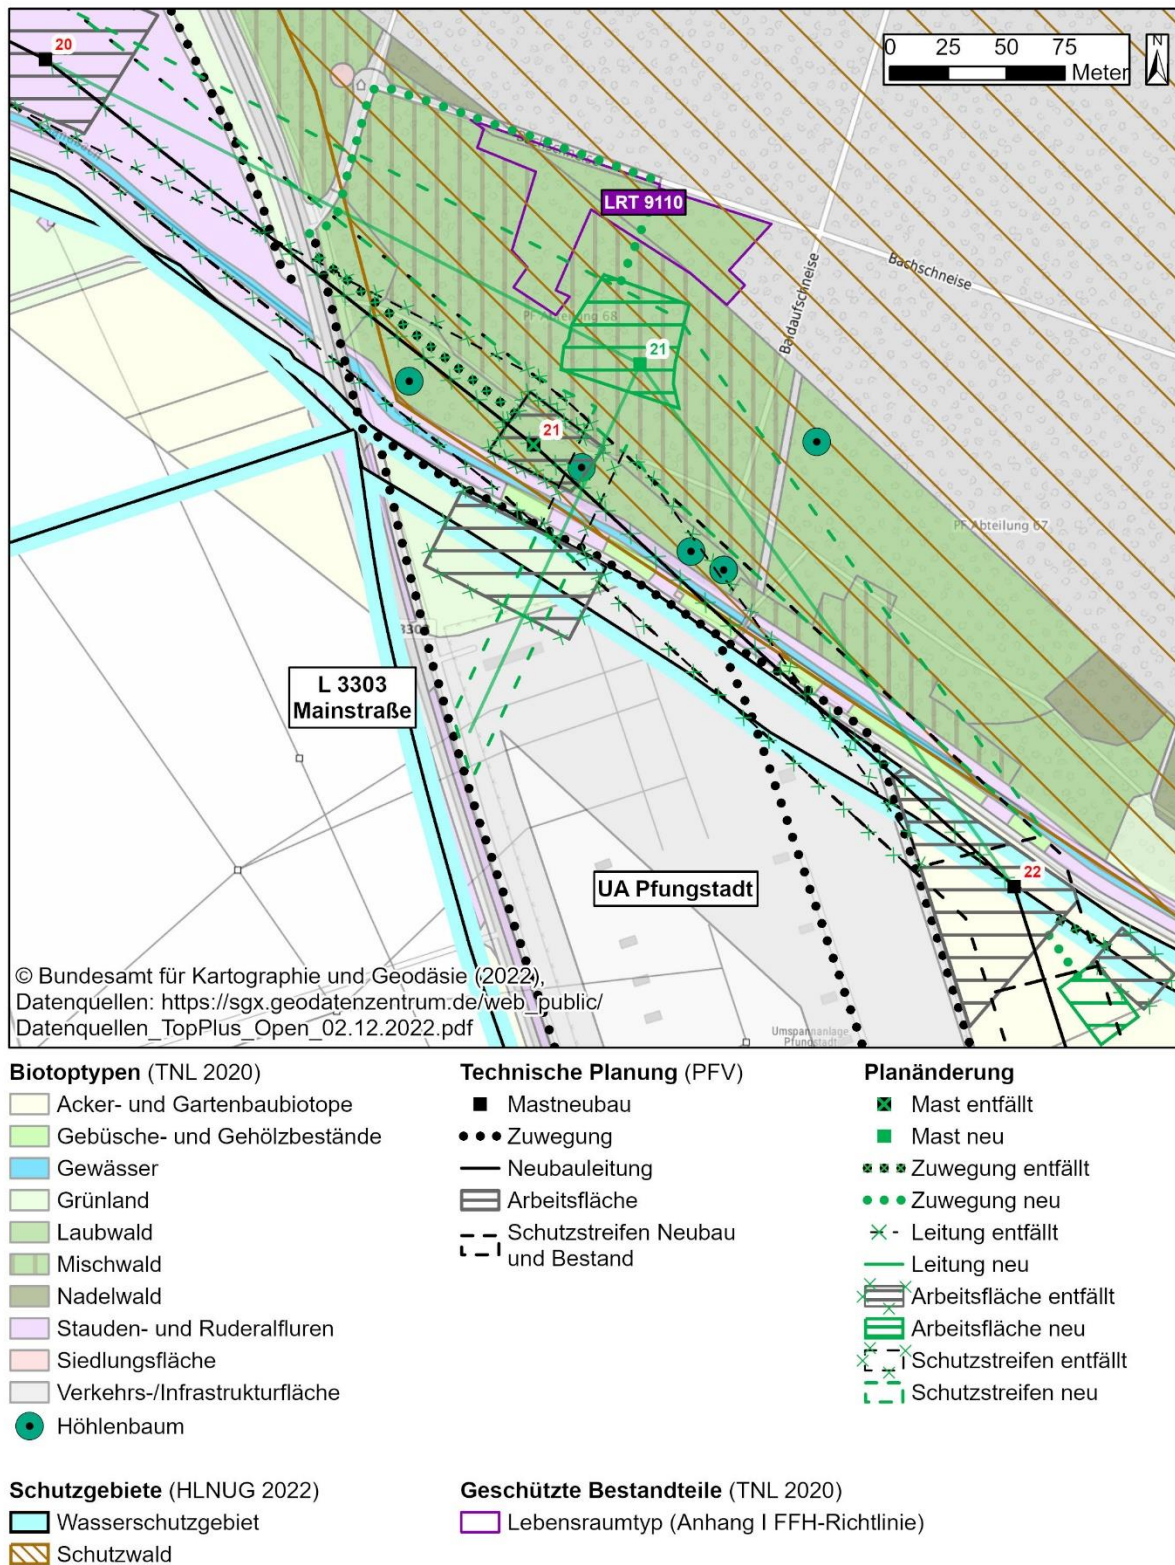 20
0 25 50 75
Meter
N
Bachschneise
LRT 9110
Bachschneise
Baldaufschneise
PF Abteilung 68
21
21
PF Abteilung 67
L 3303
Mainstraße
22
UA Pfungstadt
© Bundesamt für Kartographie und Geodäsie (2022),
Datenquellen: https://sgx.geodatenzentrum.de/web_public/
Datenquellen_TopPlus_Open_02.12.2022.pdf
Umspannanlage
Pfungstadt
Biotoptypen (TNL 2020)
Acker- und Gartenbaubiotope
Gebüsche- und Gehölzbestände
Gewässer
Grünland
Laubwald
Mischwald
Nadelwald
Stauden- und Ruderalfluren
Siedlungsfläche
Verkehrs-/Infrastrukturfläche
Höhlenbaum
Technische Planung (PFV)
Mastneubau
Zuwegung
Neubauleitung
Arbeitsfläche
Schutzstreifen Neubau
und Bestand
Planänderung
Mast entfällt
Mast neu
Zuwegung entfällt
Zuwegung neu
Leitung entfällt
Leitung neu
Arbeitsfläche entfällt
Arbeitsfläche neu
Schutzstreifen entfällt
Schutzstreifen neu
Schutzgebiete (HLNUG 2022)
Wasserschutzgebiet
Schutzwald
Geschützte Bestandteile (TNL 2020)
Lebensraumtyp (Anhang I FFH-Richtlinie)